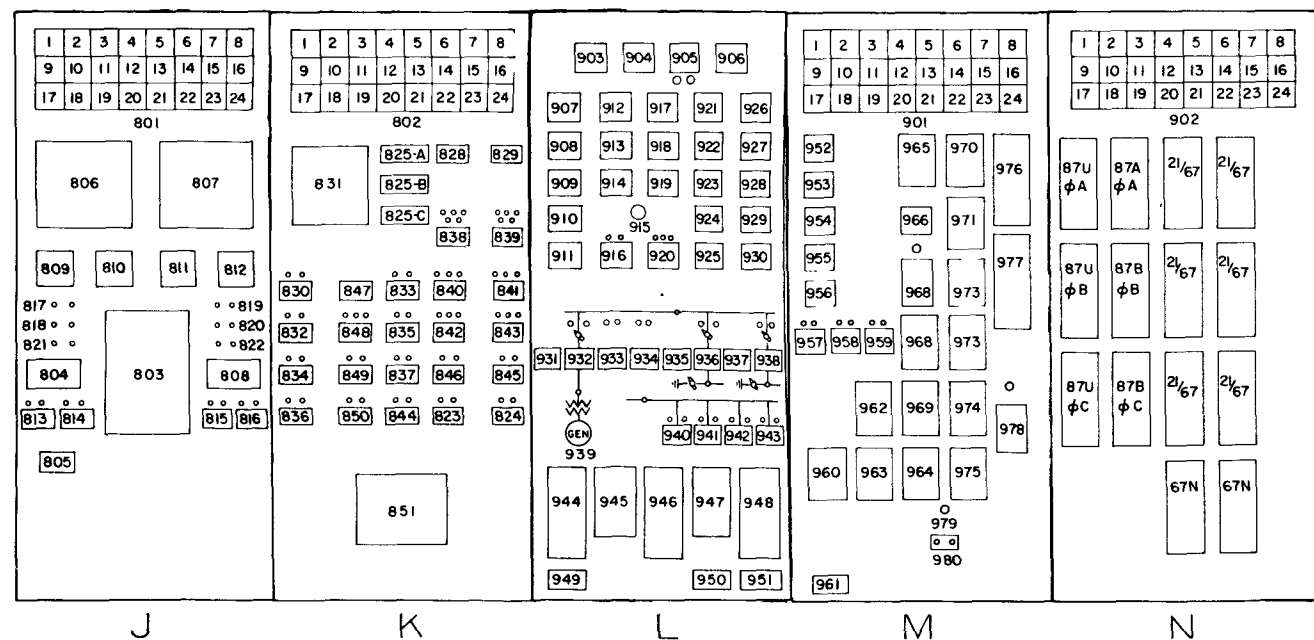 1 2 3 4 5 6 7 8
9 10 11 12 13 14 15 16
17 18 19 20 21 22 23 24
801
806 807
809 810 811 812
817 819
818 820
821 822
803
804 808
813 814 815 816
805
J
1 2 3 4 5 6 7 8
9 10 11 12 13 14 15 16
17 18 19 20 21 22 23 24
802
825-A 828 829
831 825-B
825-C
838 839
830 847 833 840 841
832 848 835 842 843
834 849 837 846 845
836 850 844 823 824
851
K
903 904 905 906
907 912 917 921 926
908 913 918 922 927
909 914 919 923 928
910 915 924 929
911 916 920 925 930
931 932 933 934 935 936 937 938
GEN
939
940 941 942 943
944 945 946 947 948
949 950 951
L
1 2 3 4 5 6 7 8
9 10 11 12 13 14 15 16
17 18 19 20 21 22 23 24
901
952 965 970 976
953
954 966 971
955 977
956 968 973
957 958 959 968 973
962 969 974 978
960 963 964 975
979
980
961
M
1 2 3 4 5 6 7 8
9 10 11 12 13 14 15 16
17 18 19 20 21 22 23 24
902
87U φA 87A φA 21/67 21/67
87U φB 87B φB 21/67 21/67
87U φC 87B φC 21/67 21/67
67N 67N
N